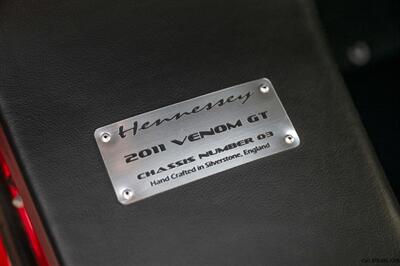 Hennessey
2011 VENOM GT
CHASSIS NUMBER 03
Hand Crafted in Silverstone, England